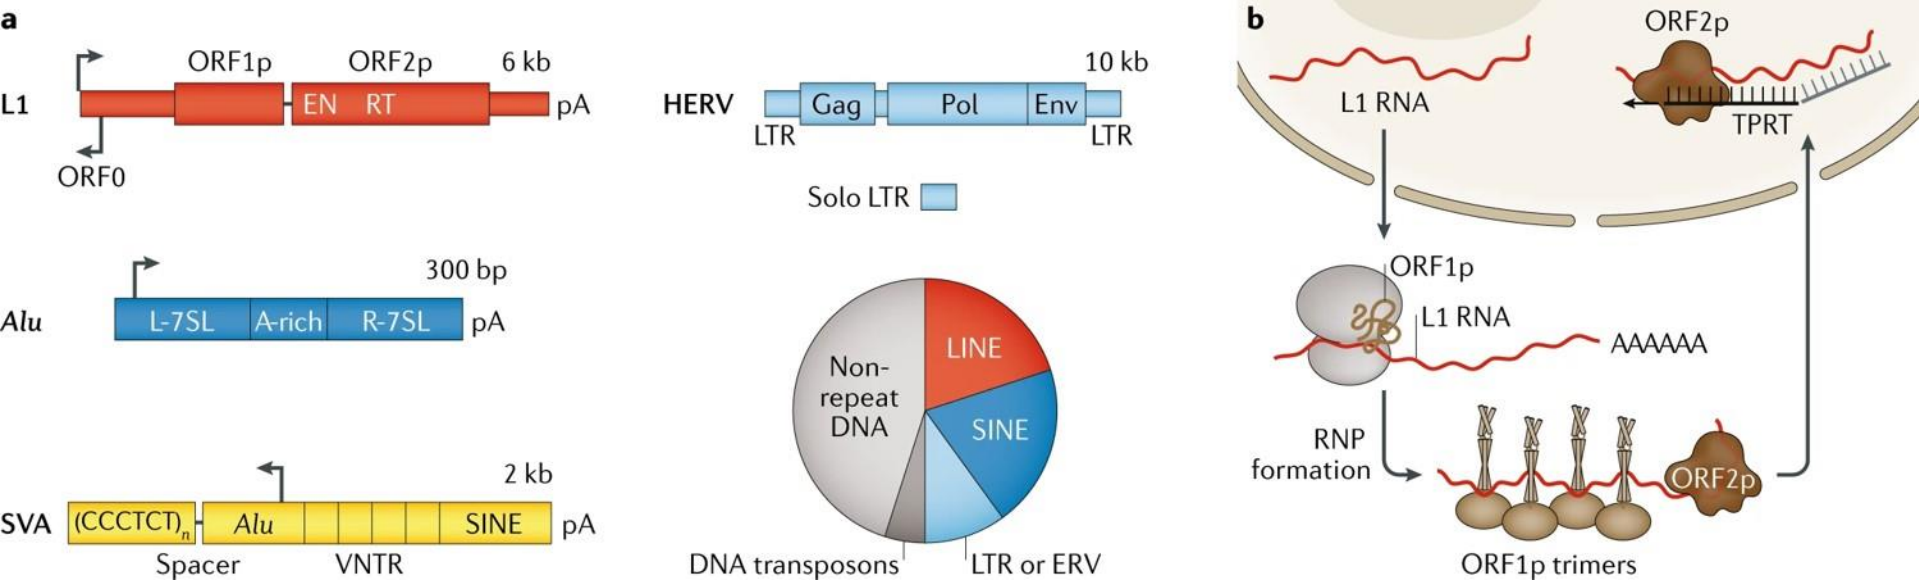 a
ORF1p ORF2p 6 kb
L1 EN RT pA
ORF0
300 bp
Alu L-7SL A-rich R-7SL pA
2 kb
SVA (CCCTCT)n Alu SINE pA
Spacer VNTR
10 kb
HERV Gag Pol Env
LTR LTR
Solo LTR
LINE
Non-
repeat
DNA
SINE
DNA transposons LTR or ERV
b
ORF2p
L1 RNA
TPRT
ORF1p
L1 RNA
AAAAAA
RNP
formation
ORF2p
ORF1p trimers